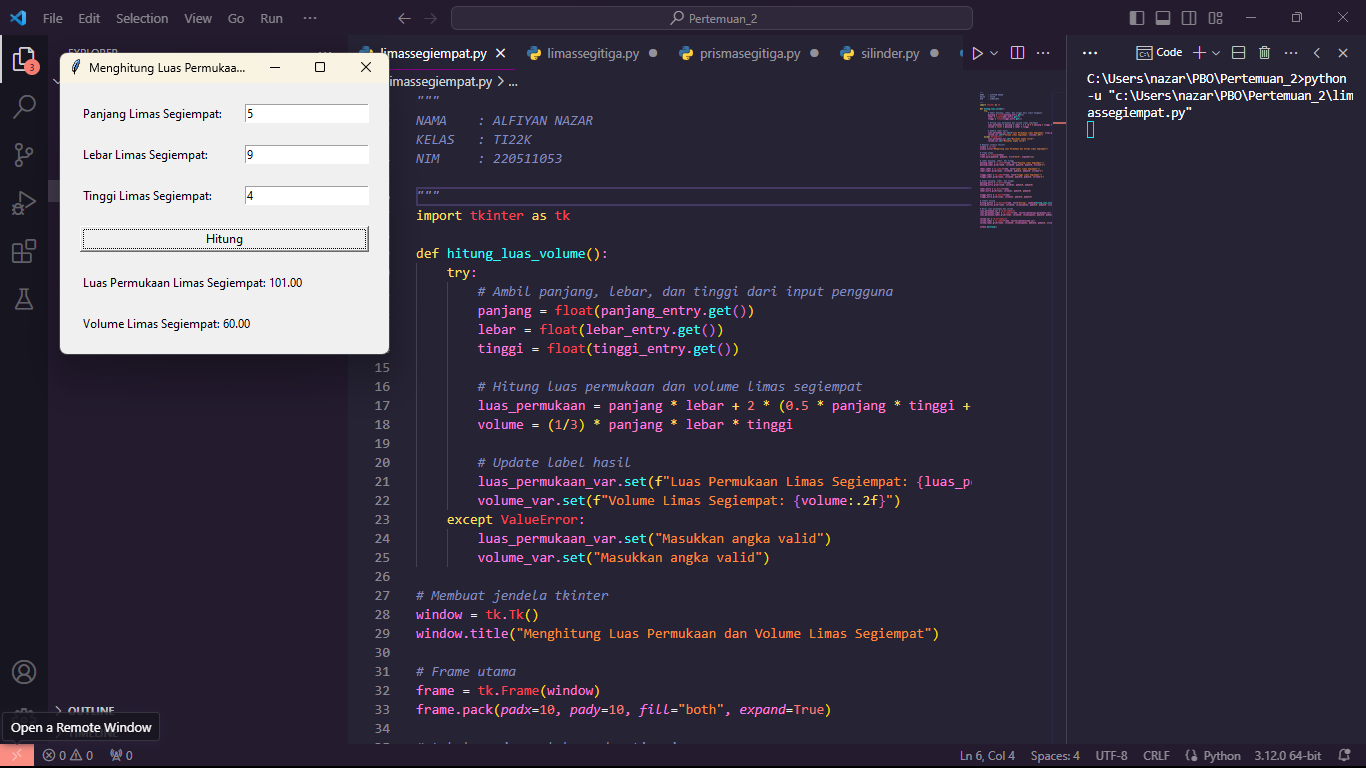 File Edit Selection View Go Run ···
Pertemuan_2
EXPLORER
3
Menghitung Luas Permukaa...
Panjang Limas Segiempat: 5
Lebar Limas Segiempat: 9
Tinggi Limas Segiempat: 4
Hitung
Luas Permukaan Limas Segiempat: 101.00
Volume Limas Segiempat: 60.00
limassegiempat.py limassegitiga.py prismasegitiga.py silinder.py
limassegiempat.py > ...
"""
NAMA : ALFIYAN NAZAR
KELAS : TI22K
NIM : 220511053
"""
import tkinter as tk
def hitung_luas_volume():
try:
# Ambil panjang, lebar, dan tinggi dari input pengguna
panjang = float(panjang_entry.get())
lebar = float(lebar_entry.get())
tinggi = float(tinggi_entry.get())
15
16 # Hitung luas permukaan dan volume limas segiempat
17 luas_permukaan = panjang * lebar + 2 * (0.5 * panjang * tinggi +
18 volume = (1/3) * panjang * lebar * tinggi
19
20 # Update label hasil
21 luas_permukaan_var.set(f"Luas Permukaan Limas Segiempat: {luas_pe
22 volume_var.set(f"Volume Limas Segiempat: {volume:.2f}")
23 except ValueError:
24 luas_permukaan_var.set("Masukkan angka valid")
25 volume_var.set("Masukkan angka valid")
26
27 # Membuat jendela tkinter
28 window = tk.Tk()
29 window.title("Menghitung Luas Permukaan dan Volume Limas Segiempat")
30
31 # Frame utama
32 frame = tk.Frame(window)
33 frame.pack(padx=10, pady=10, fill="both", expand=True)
34
Code
C:\Users\nazar\PBO\Pertemuan_2>python
-u "c:\Users\nazar\PBO\Pertemuan_2\lim
assegiempat.py"
OUTLINE
Open a Remote Window
0 0 0
Ln 6, Col 4 Spaces: 4 UTF-8 CRLF Python 3.12.0 64-bit